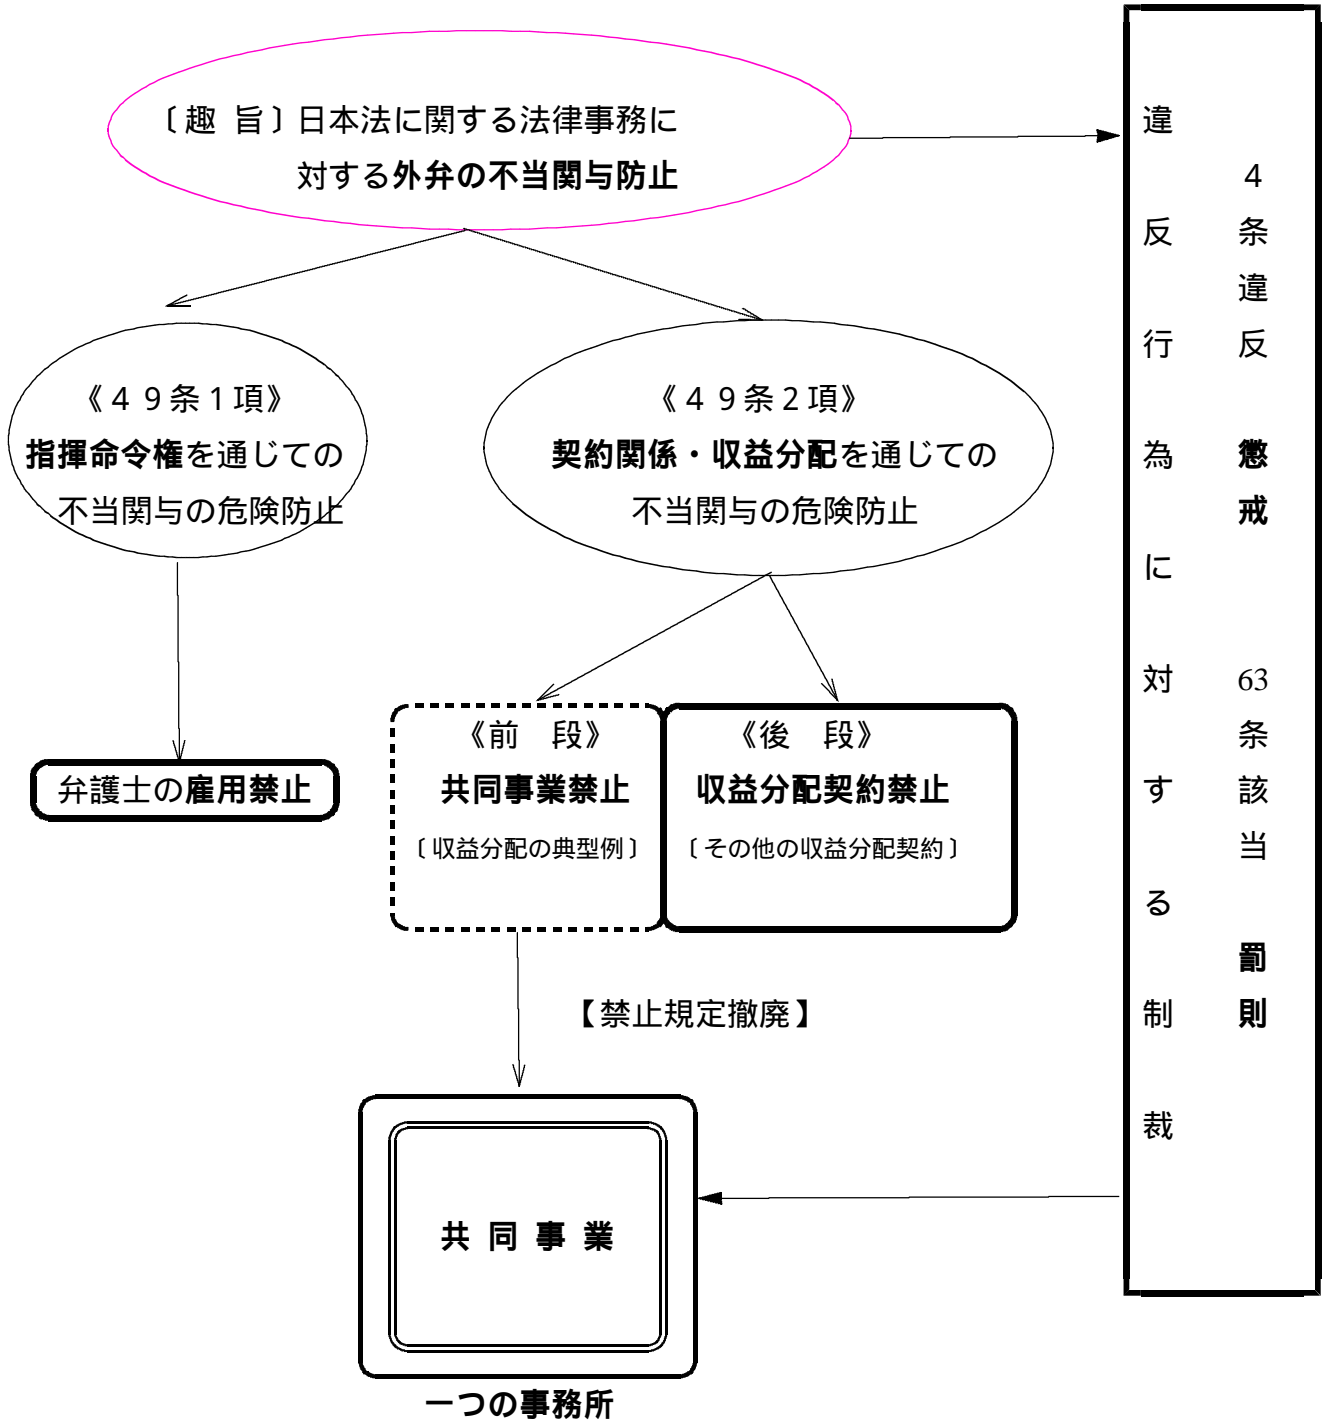 〔趣 旨〕日本法に関する法律事務に
対する外弁の不当関与防止
《４９条１項》
指揮命令権を通じての
不当関与の危険防止
《４９条２項》
契約関係・収益分配を通じての
不当関与の危険防止
弁護士の雇用禁止
《前　段》
共同事業禁止
〔収益分配の典型例〕
《後　段》
収益分配契約禁止
〔その他の収益分配契約〕
【禁止規定撤廃】
共 同 事 業
一つの事務所
違反行為に対する制裁
４条違反　懲戒　63条該当　罰則